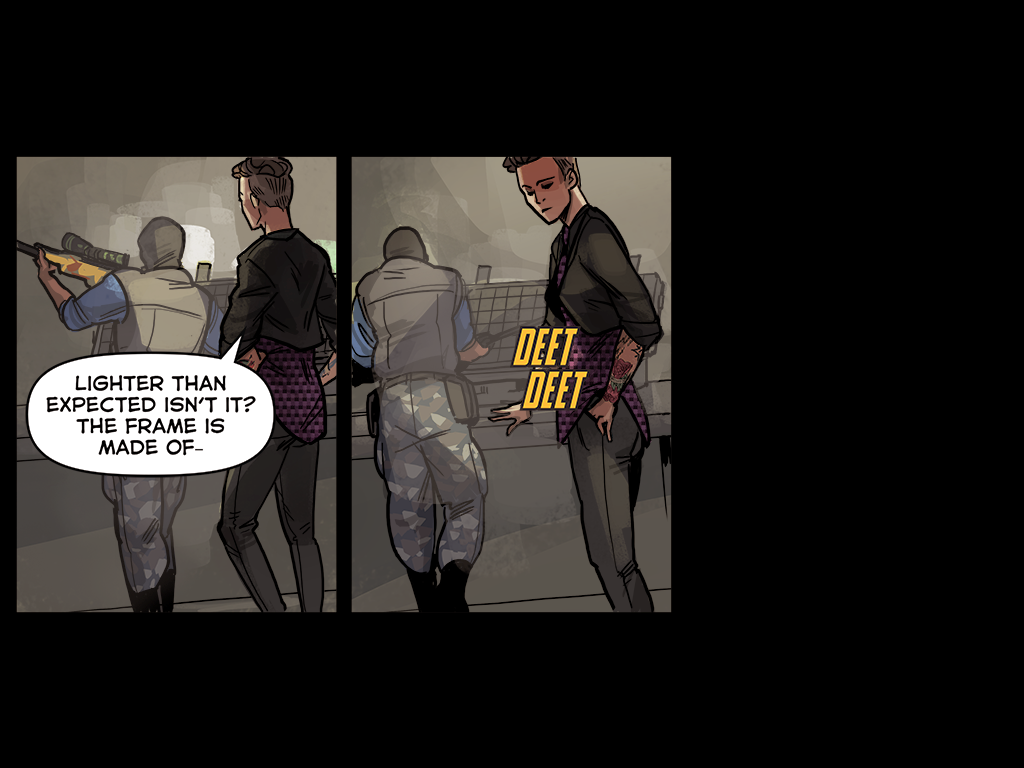 LIGHTER THAN
EXPECTED ISN'T IT?
THE FRAME IS
MADE OF–
DEET
DEET